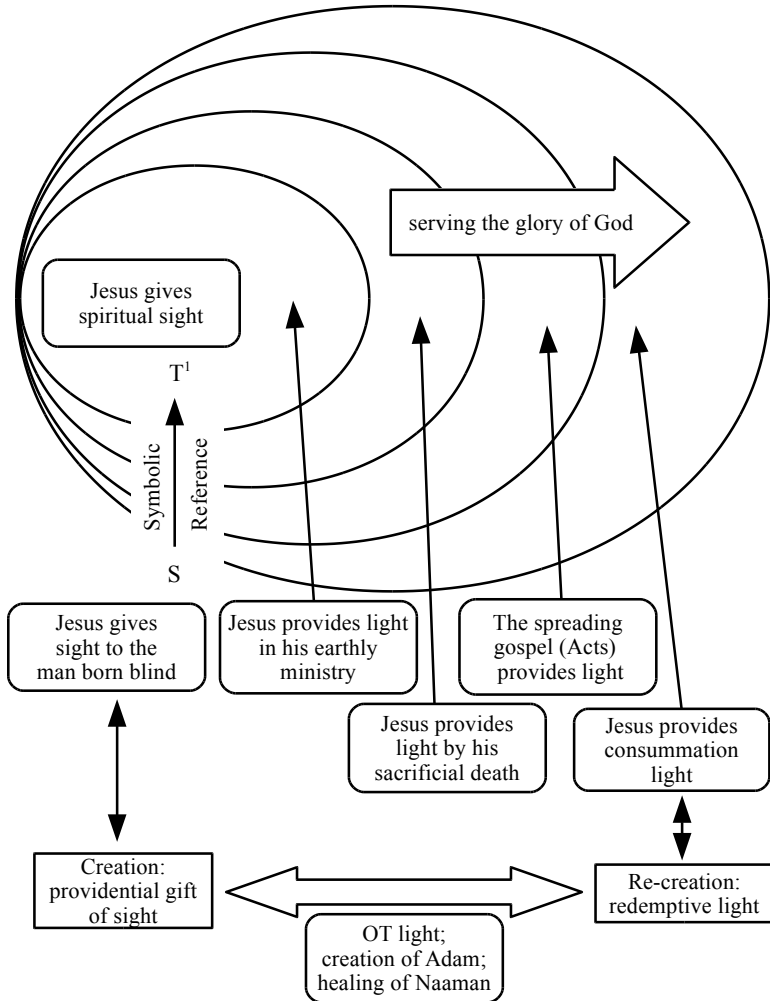 serving the glory of God
Jesus gives
spiritual sight
T¹
Symbolic
Reference
S
Jesus gives
sight to the
man born blind
Jesus provides light
in his earthly
ministry
The spreading
gospel (Acts)
provides light
Jesus provides
light by his
sacrificial death
Jesus provides
consummation
light
Creation:
providential gift
of sight
Re-creation:
redemptive light
OT light;
creation of Adam;
healing of Naaman